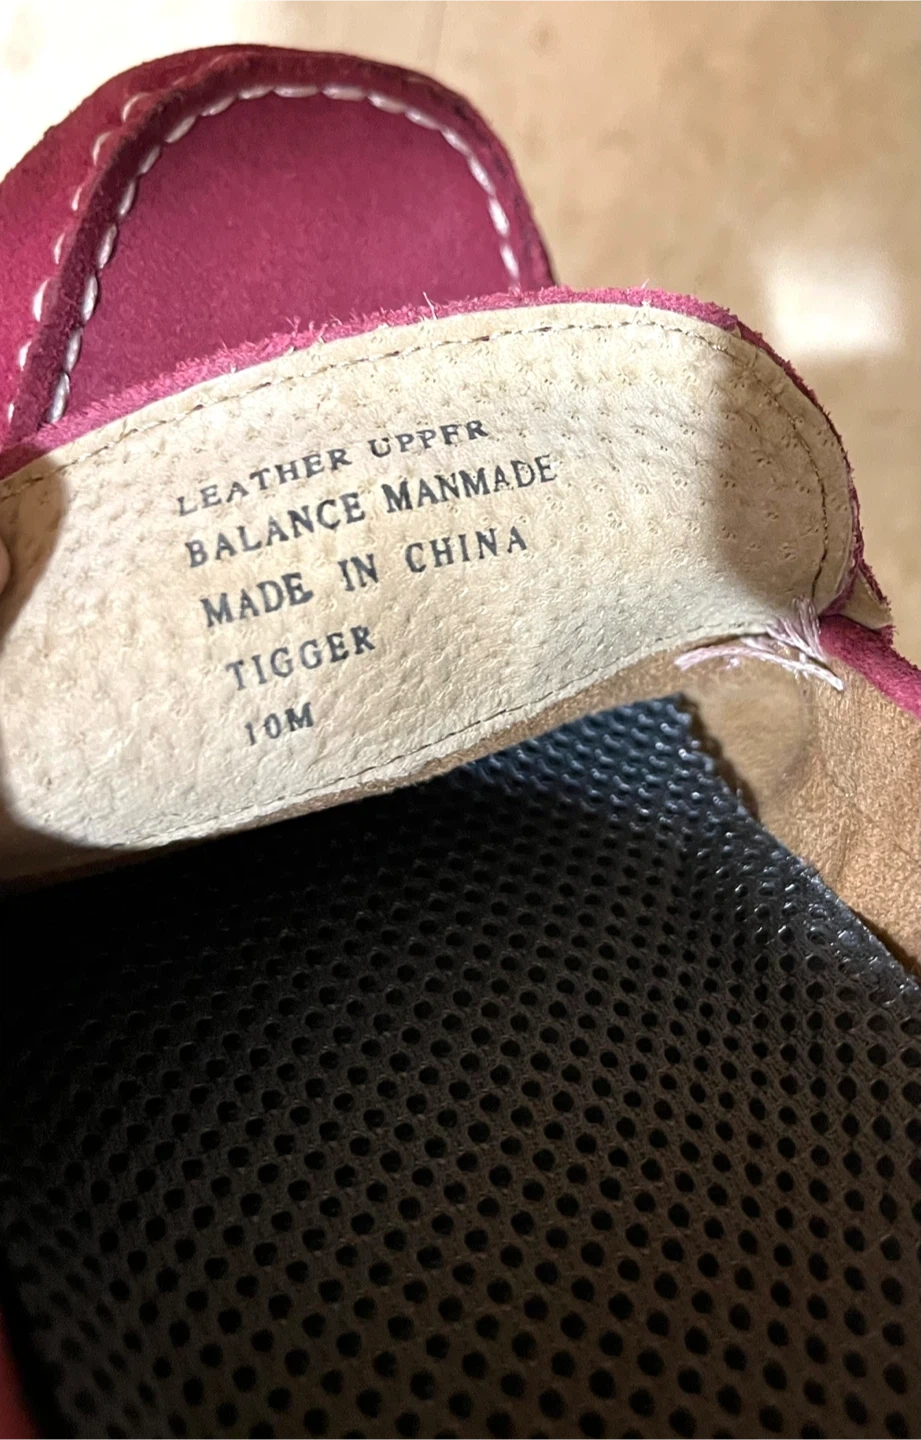 LEATHER UPPER
BALANCE MANMADE
MADE IN CHINA
TIGGER
10M